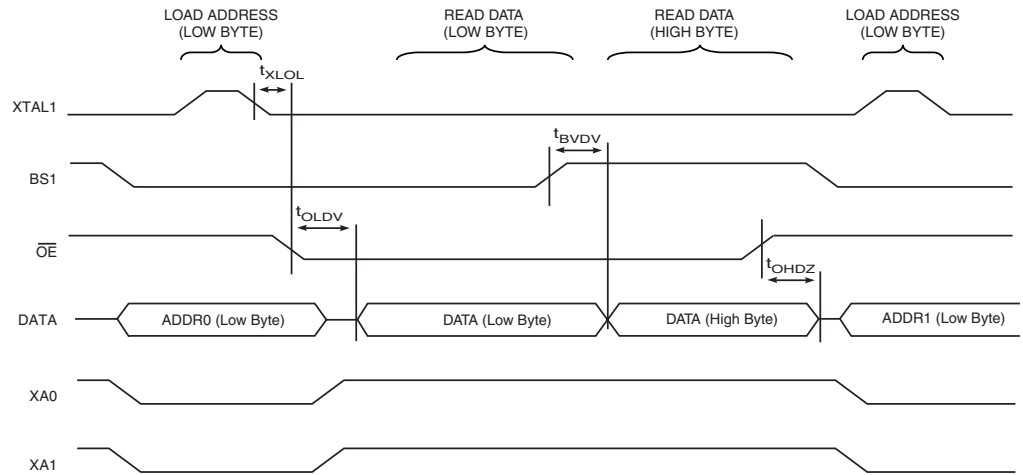 LOAD ADDRESS
(LOW BYTE)
READ DATA
(LOW BYTE)
READ DATA
(HIGH BYTE)
LOAD ADDRESS
(LOW BYTE)
tXLOL
XTAL1
tBVDV
BS1
tOLDV
OE
tOHDZ
DATA
ADDR0 (Low Byte)
DATA (Low Byte)
DATA (High Byte)
ADDR1 (Low Byte)
XA0
XA1